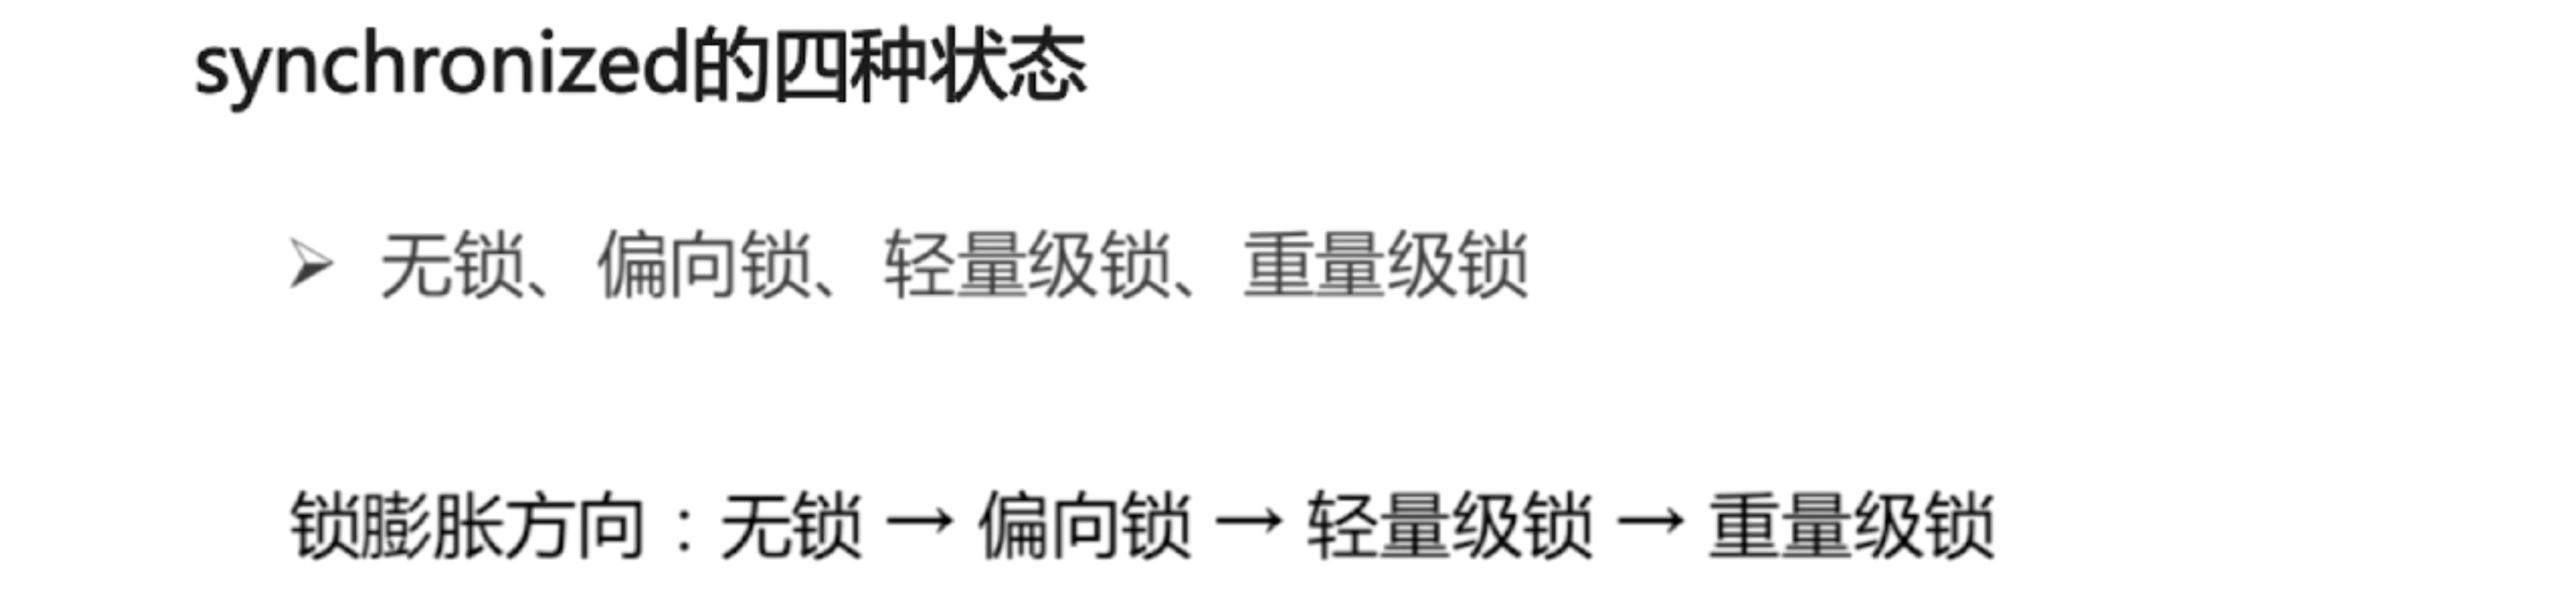 synchronized的四种状态
➢ 无锁、偏向锁、轻量级锁、重量级锁
锁膨胀方向：无锁 → 偏向锁 → 轻量级锁 → 重量级锁